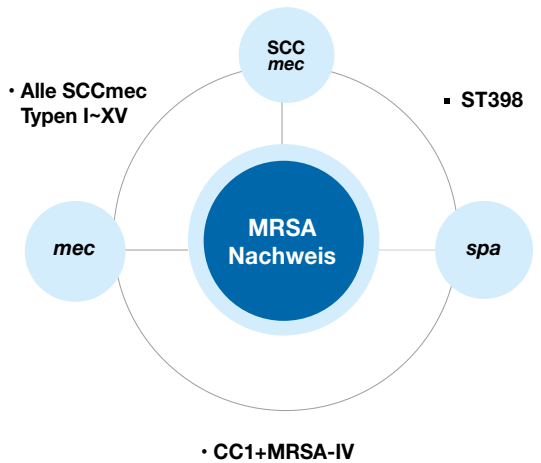 SCC
mec
· Alle SCCmec
Typen I~XV
▪ ST398
MRSA
Nachweis
mec
spa
· CC1+MRSA-IV